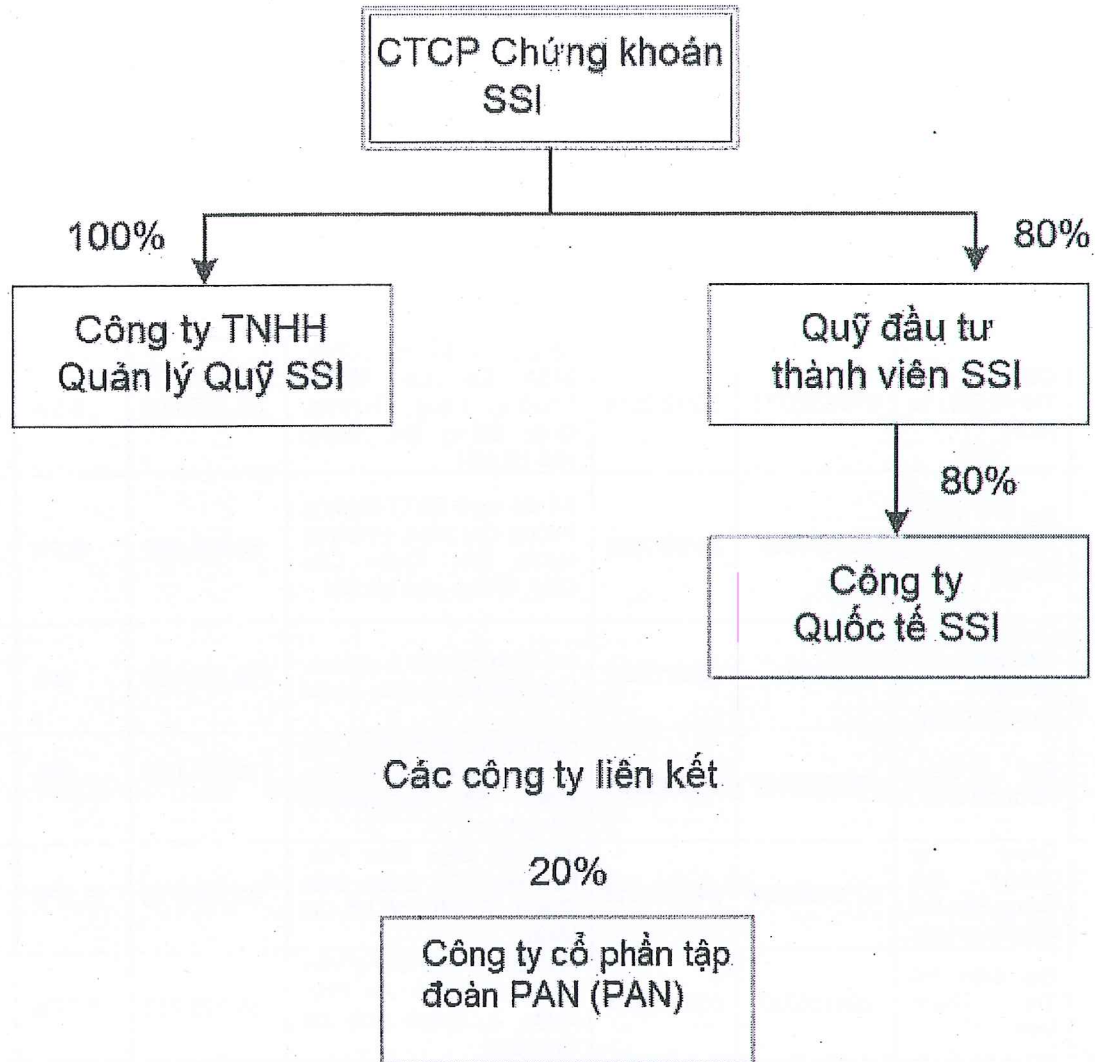 CTCP Chứng khoán
SSI
100%
80%
Công ty TNHH
Quản lý Quỹ SSI
Quỹ đầu tư
thành viên SSI
80%
Công ty
Quốc tế SSI
Các công ty liên kết
20%
Công ty cổ phần tập
đoàn PAN (PAN)